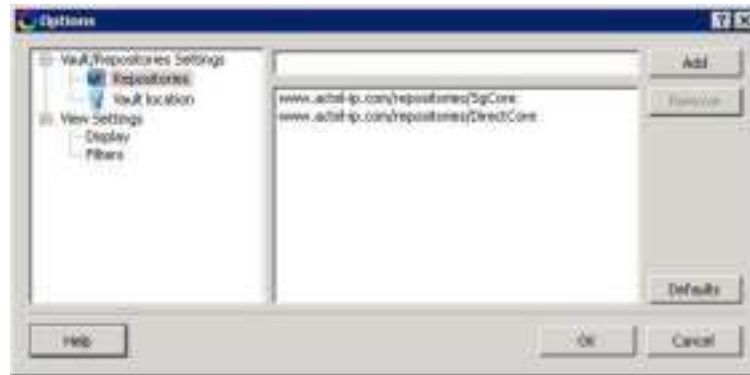 Options
Vault/Repositories Settings
Repositories
Vault location
View Settings
Display
Filters
Add
www.actel-ip.com/repositories/SgCore
www.actel-ip.com/repositories/DirectCore
Remove
Defaults
Help
OK
Cancel